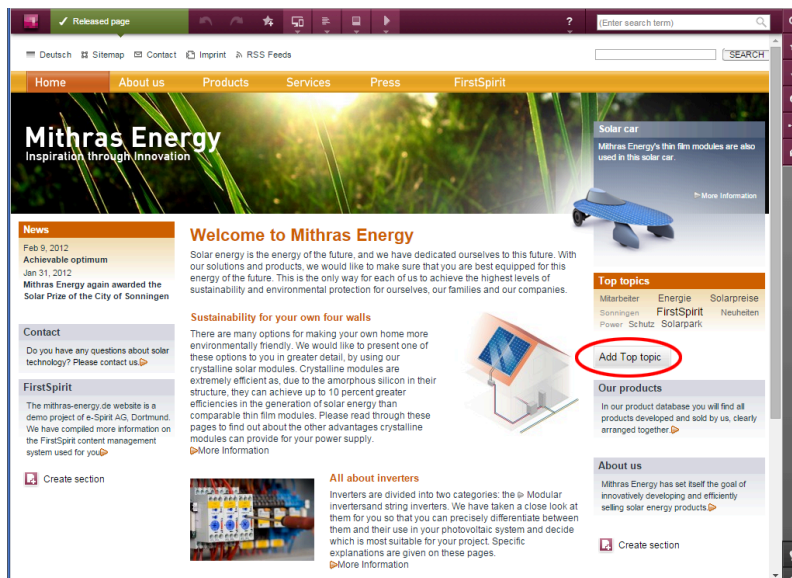 Released page
?
(Enter search term)
Deutsch Sitemap Contact Imprint RSS Feeds
SEARCH
Home About us Products Services Press FirstSpirit
Mithras Energy
Inspiration through Innovation
Solar car
Mithras Energy's thin film modules are also
used in this solar car.
More Information
News
Feb 9, 2012
Achievable optimum
Jan 31, 2012
Mithras Energy again awarded the
Solar Prize of the City of Sonningen
Contact
Do you have any questions about solar
technology? Please contact us.
FirstSpirit
The mithras-energy.de website is a
demo project of e-Spirit AG, Dortmund.
We have compiled more information on
the FirstSpirit content management
system used for you
Create section
Welcome to Mithras Energy
Solar energy is the energy of the future, and we have dedicated ourselves to this future. With
our solutions and products, we would like to make sure that you are best equipped for this
energy of the future. This is the only way for each of us to achieve the highest levels of
sustainability and environmental protection for ourselves, our families and our companies.
Sustainability for your own four walls
There are many options for making your own home more
environmentally friendly. We would like to present one of
these options to you in greater detail, by using our
crystalline solar modules. Crystalline modules are
extremely efficient as, due to the amorphous silicon in their
structure, they can achieve up to 10 percent greater
efficiencies in the generation of solar energy than
comparable thin film modules. Please read through these
pages to find out about the other advantages crystalline
modules can provide for your power supply.
More Information
All about inverters
Inverters are divided into two categories: the Modular
invertersand string inverters. We have taken a close look at
them for you so that you can precisely differentiate between
them and their use in your photovoltaic system and decide
which is most suitable for your project. Specific
explanations are given on these pages.
More Information
Top topics
Mitarbeiter Energie Solarpreise
Sonningen FirstSpirit Neuheiten
Power Schutz Solarpark
Add Top topic
Our products
In our product database you will find all
products developed and sold by us, clearly
arranged together.
About us
Mithras Energy has set itself the goal of
innovatively developing and efficiently
selling solar energy products.
Create section